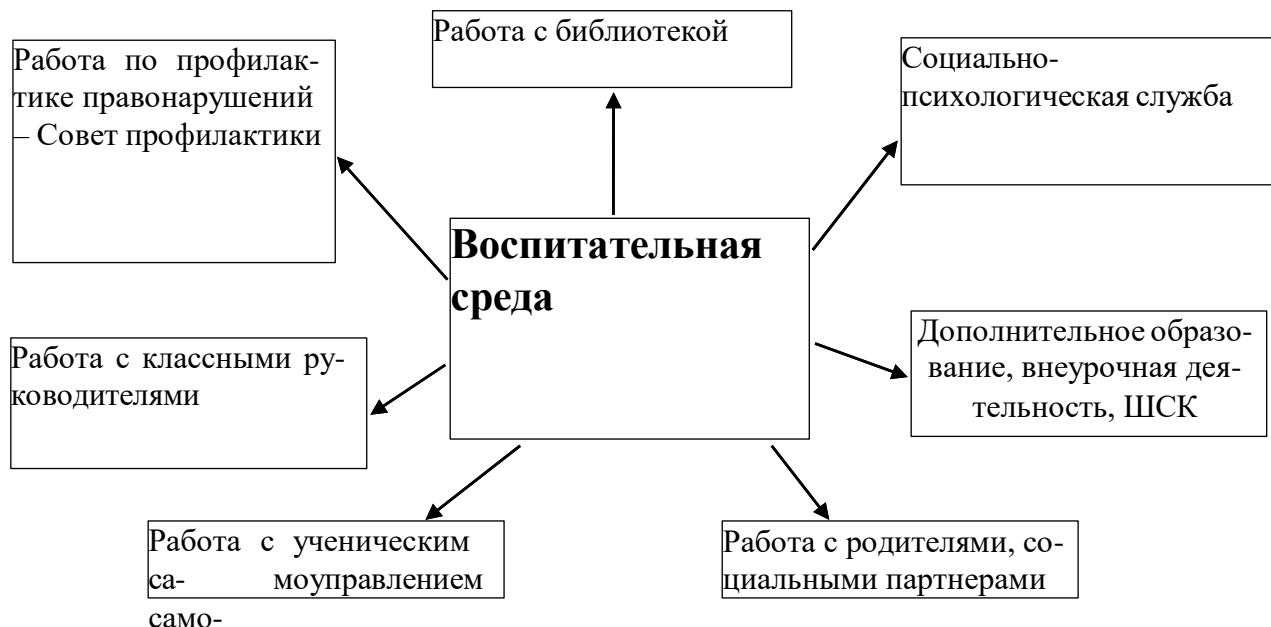 Работа с библиотекой
Работа по профилак-
тике правонарушений
– Совет профилактики
Социально-
психологическая служба
Воспитательная
среда
Работа с классными ру-
ководителями
Дополнительное образо-
вание, внеурочная дея-
тельность, ШСК
Работа с ученическим
са- моуправлением
само-
Работа с родителями, со-
циальными партнерами